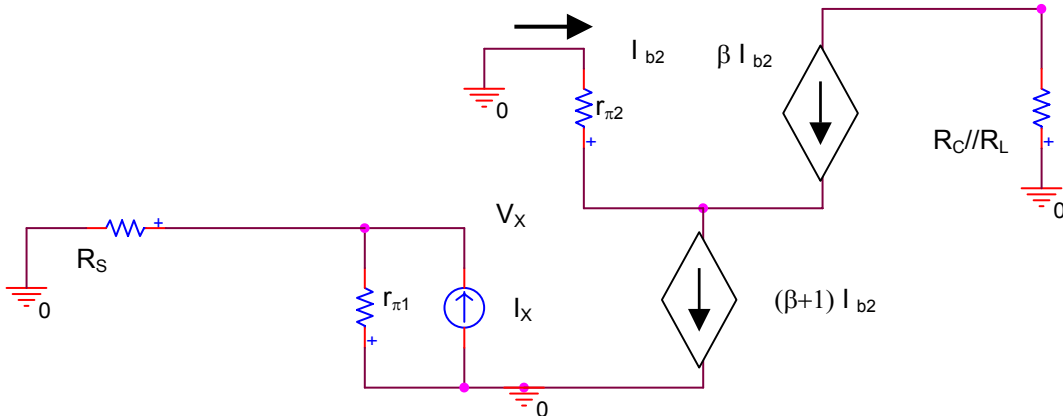 I b2
β I b2
0
rπ2
RC//RL
0
VX
RS
0
rπ1
IX
(β+1) I b2
0